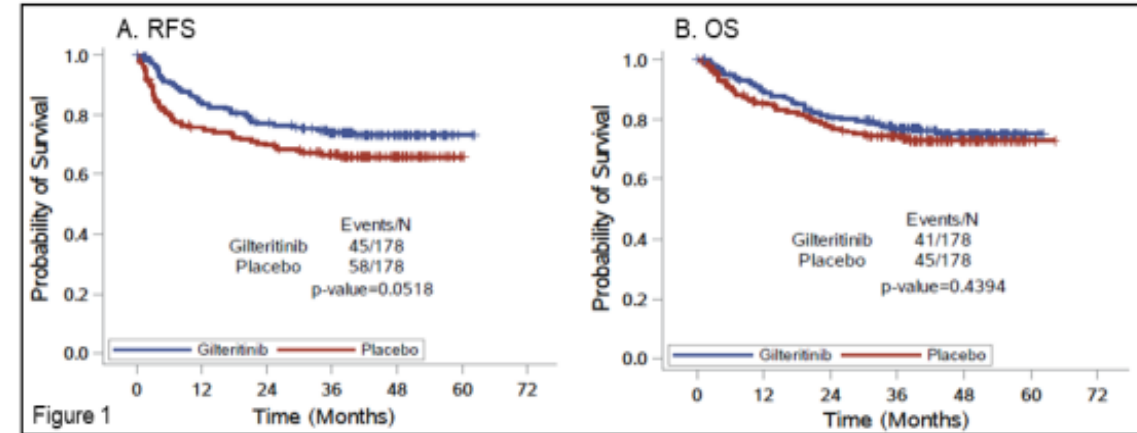 A. RFS
Probability of Survival
1.0
0.8
0.6
0.4
0.2
0.0
Events/N
Gilteritinib 45/178
Placebo 58/178
p-value=0.0518
Gilteritinib Placebo
0 12 24 36 48 60 72
Time (Months)
Figure 1
B. OS
Probability of Survival
1.0
0.8
0.6
0.4
0.2
0.0
Events/N
Gilteritinib 41/178
Placebo 45/178
p-value=0.4394
Gilteritinib Placebo
0 12 24 36 48 60 72
Time (Months)